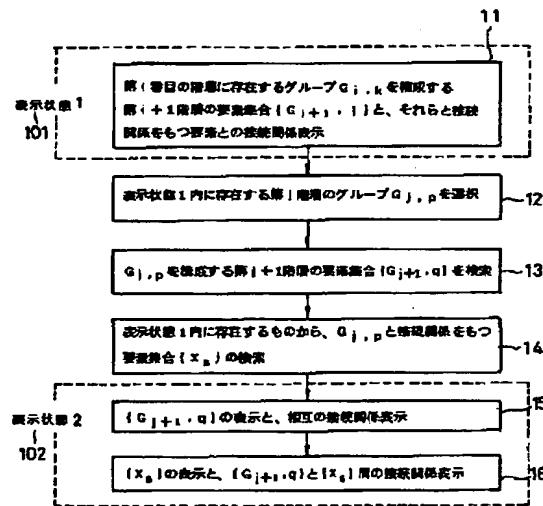 11
第i番目の階層に存在するグループGi,kを構成する
第i+1階層の要素集合{Gi+1,l}と、それらと接続
関係をもつ要素との接続関係表示
表示状態1
101
表示状態1内に存在する第j階層のグループGj,pを選択
12
Gj,pを構成する第j+1階層の要素集合{Gj+1,q}を検索
13
表示状態1内に存在するものから、Gj,pと接続関係をもつ
要素集合{Xs}の検索
14
表示状態2
102
{Gj+1,q}の表示と、相互の接続関係表示
15
{Xs}の表示と、{Gj+1,q}と{Xs}間の接続関係表示
16